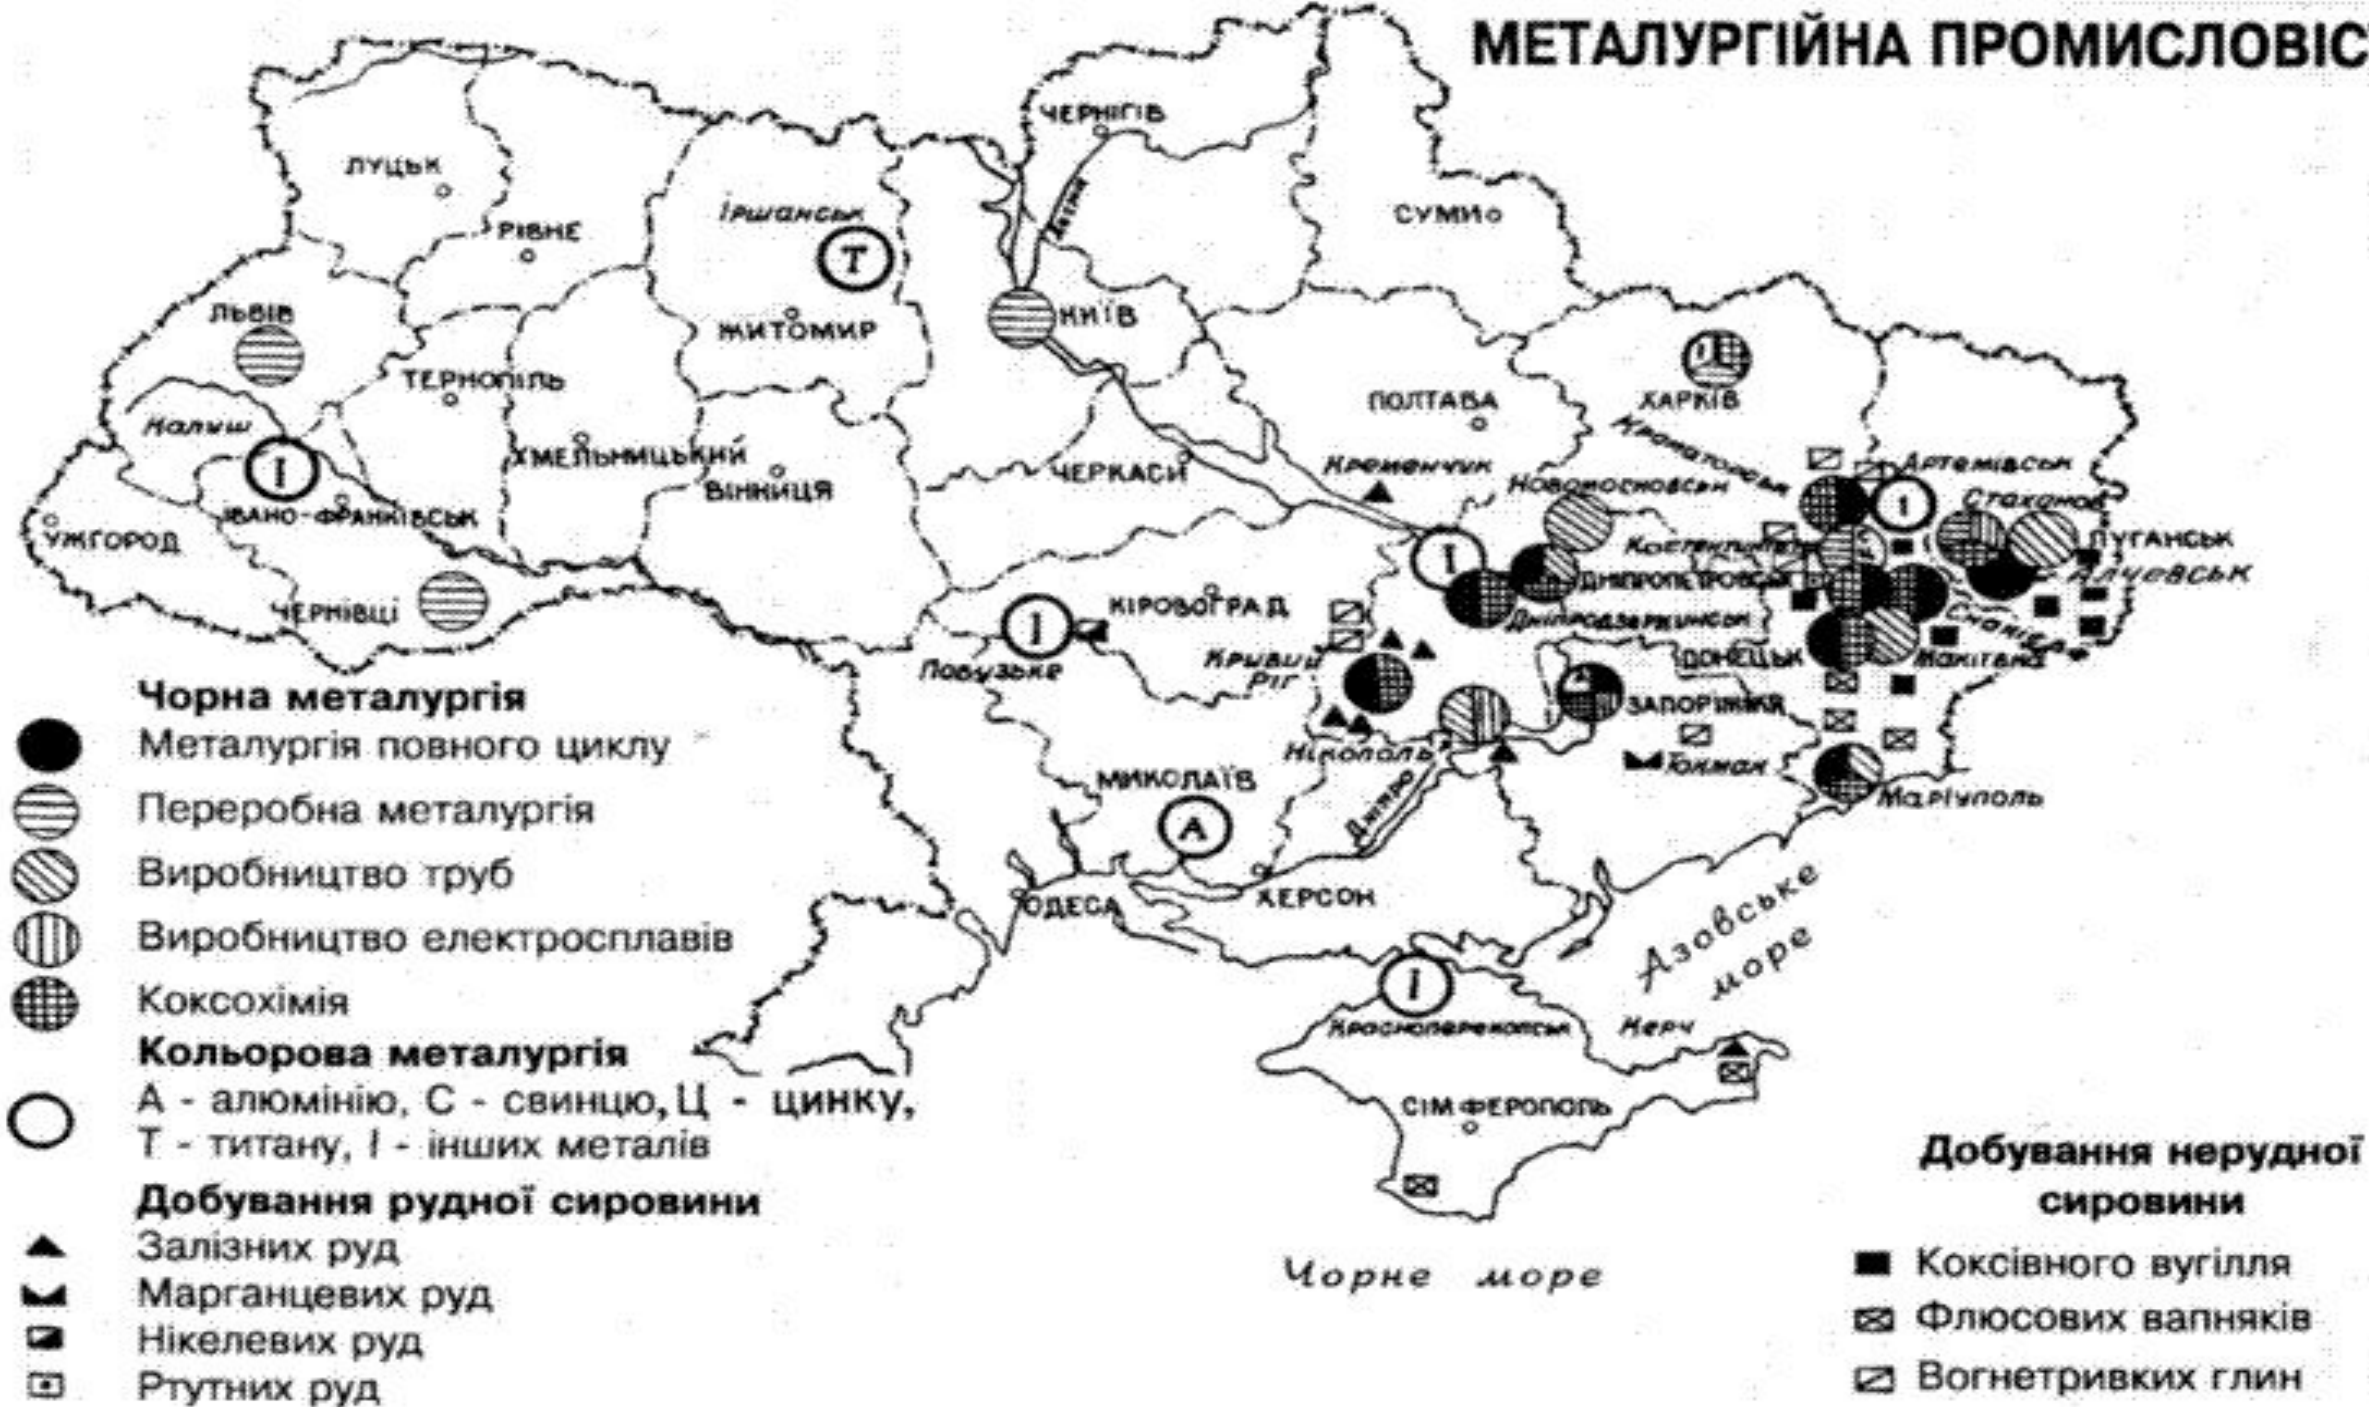 МЕТАЛУРГІЙНА ПРОМИСЛОВІС
ЧЕРНІГІВ
ЛУЦЬК
Десна
Іршанськ
СУМИ
РІВНЕ
Т
ЛЬВІВ
КИЇВ
ЖИТОМИР
ТЕРНОПІЛЬ
ПОЛТАВА
ХАРКІВ
Калуш
І
ХМЕЛЬНИЦЬКИЙ
ВІННИЦЯ
ЧЕРКАСИ
Кременчук
Краматорськ
Артемівськ
Новомосковськ
Стаханов
І
ІВАНО-ФРАНКІВСЬК
УЖГОРОД
ЛУГАНСЬК
І
Алчевськ
ДНІПРОПЕТРОВСЬК
ЧЕРНІВЦІ
І
КІРОВОГРАД
Дніпродзержинськ
Єнакієве
Побузьке
Кривий
Ріг
ДОНЕЦЬК
Макіївка
ЗАПОРІЖЖЯ
Нікополь
Токмак
МИКОЛАЇВ
Маріуполь
А
Дніпро
ОДЕСА
ХЕРСОН
Азовське
море
І
Красноперекопськ
Керч
СІМФЕРОПОЛЬ
Чорне море
Чорна металургія
Металургія повного циклу
Переробна металургія
Виробництво труб
Виробництво електросплавів
Коксохімія
Кольорова металургія
А - алюмінію, С - свинцю, Ц - цинку,
Т - титану, І - інших металів
Добування рудної сировини
Залізних руд
Марганцевих руд
Нікелевих руд
Ртутних руд
Добування нерудної
сировини
Коксівного вугілля
Флюсових вапняків
Вогнетривких глин